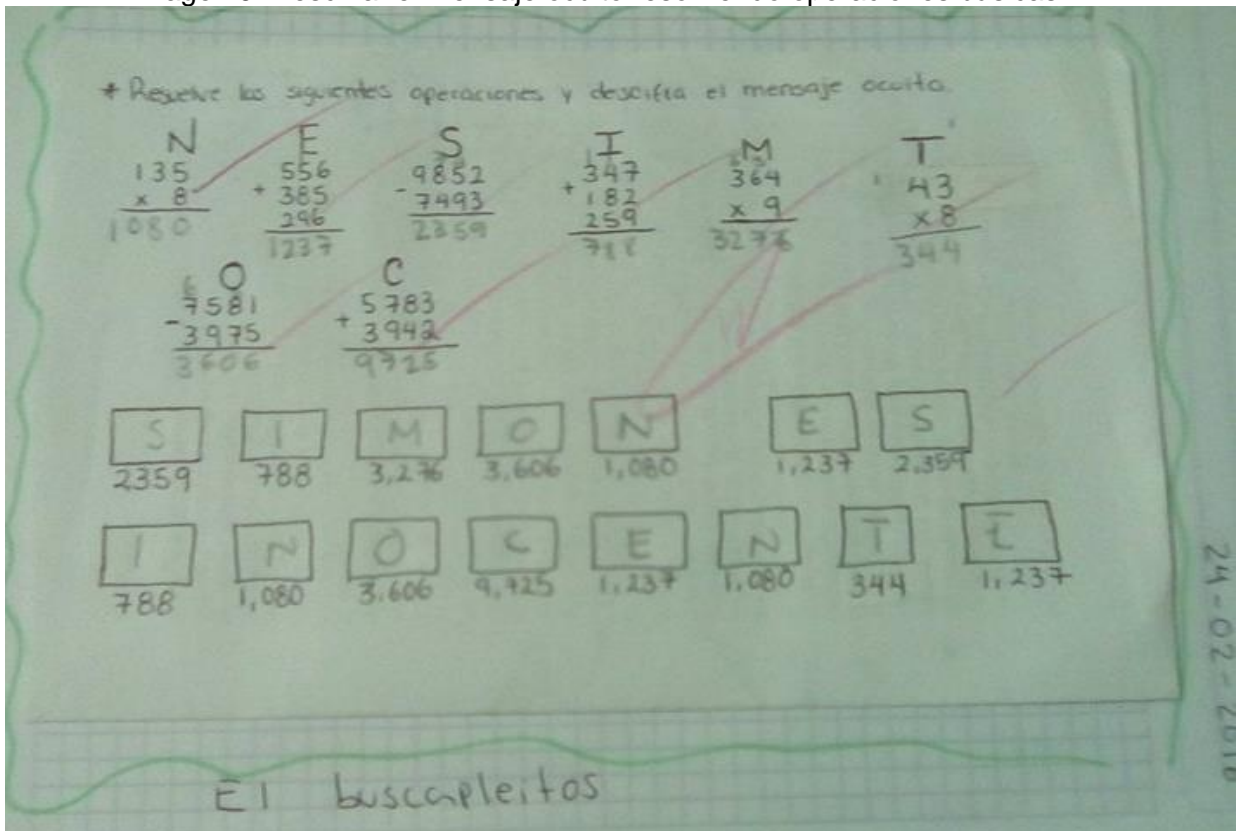 * Resuelve las siguientes operaciones y descifra el mensaje oculto.
N E S I M T
135 556 9852 347 364 43
x 8 + 385 - 7493 + 182 x 9 x 8
1080 296 2359 259 3276 344
1237 788
O C
7581 5783
- 3975 + 3942
3606 9725
S I M O N E S
2359 788 3,276 3,606 1,080 1,237 2,359
I N O C E N T E
788 1,080 3.606 9,725 1,237 1,080 344 1,237
El buscapleitos